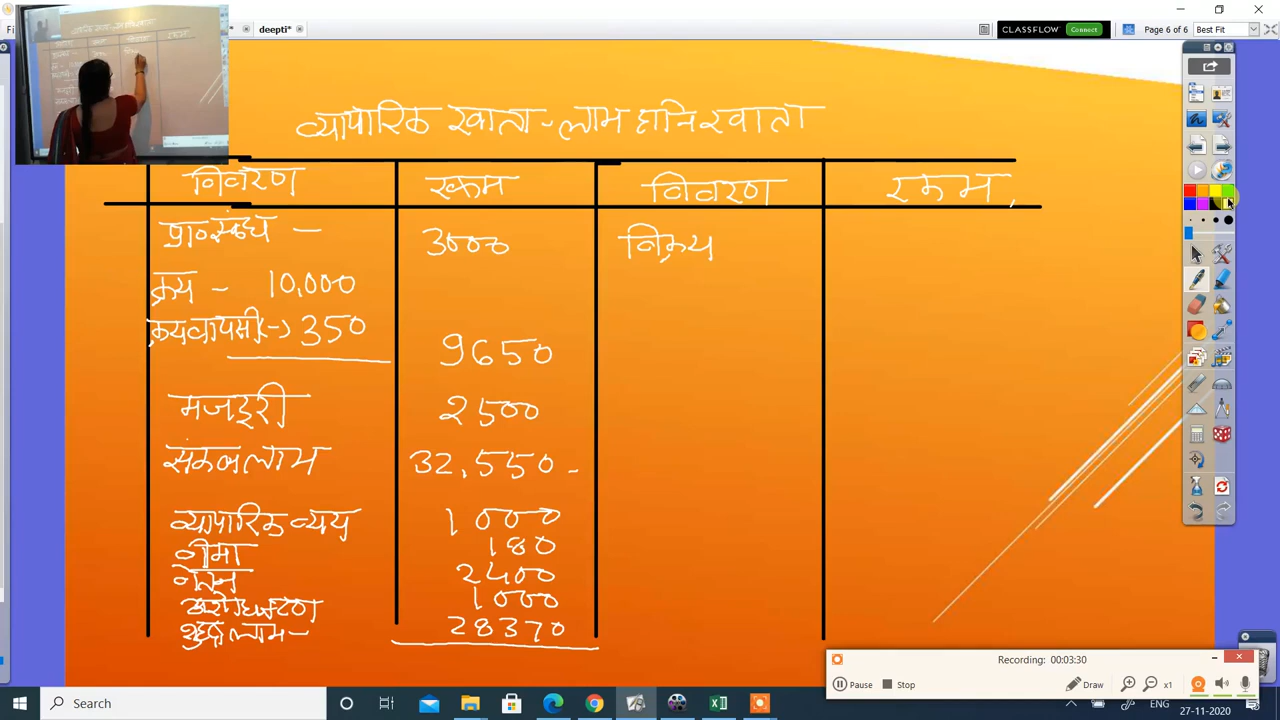 deepti*
CLASSFLOW Connect
Page 6 of 6 Best Fit
व्यापारिक खाता - लाभ हानि खाता
विवरण रकम विवरण रकम
3000 विक्रय
क्रय - 10,000
क्रयवापसी -> 350
9650
मजदूरी 2500
सकल लाभ 32,550 -
व्यापारिक व्यय 1000
बीमा 180
वेतन 2400
1000
शुद्ध लाभ - 28370
Recording: 00:03:30
Pause Stop Draw x1
Search
ENG
27-11-2020